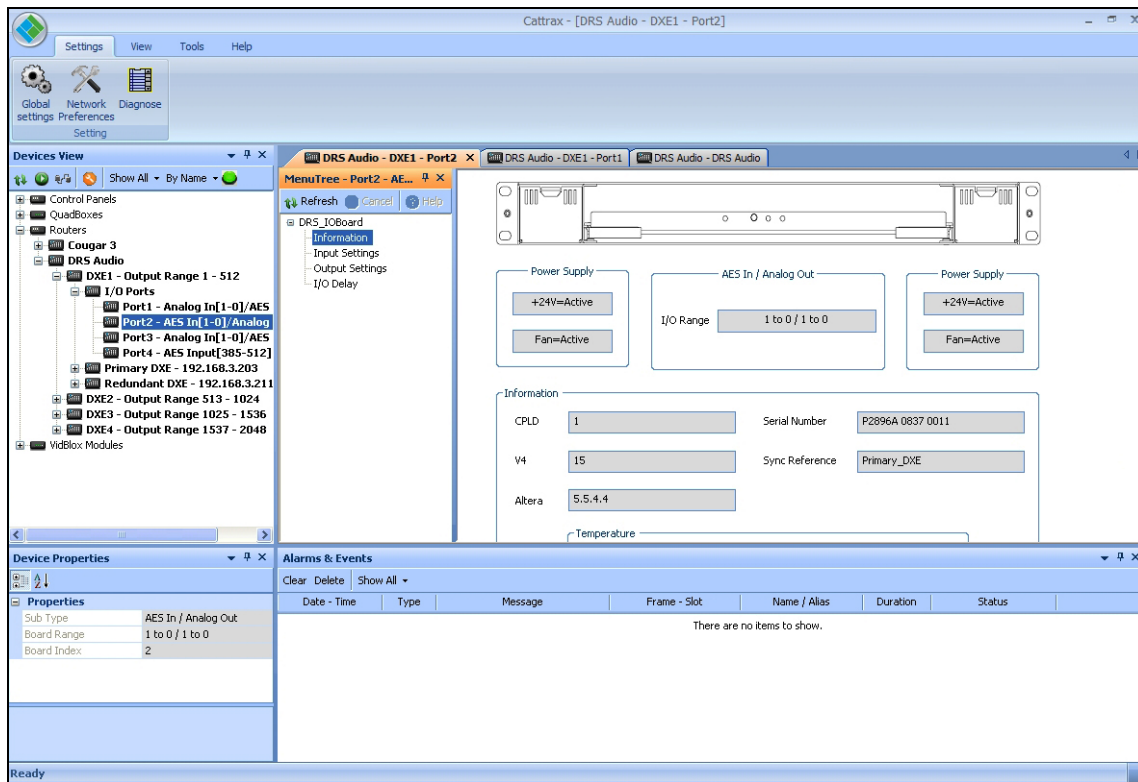 Cattrax - [DRS Audio - DXE1 - Port2]
Settings View Tools Help
Global settings
Network Preferences
Diagnose
Setting
Devices View
Show All By Name
Control Panels
QuadBoxes
Routers
Cougar 3
DRS Audio
DXE1 - Output Range 1 - 512
I/O Ports
Port1 - Analog In[1-0]/AES
Port2 - AES In[1-0]/Analog
Port3 - Analog In[1-0]/AES
Port4 - AES Input[385-512]
Primary DXE - 192.168.3.203
Redundant DXE - 192.168.3.211
DXE2 - Output Range 513 - 1024
DXE3 - Output Range 1025 - 1536
DXE4 - Output Range 1537 - 2048
VidBlox Modules
DRS Audio - DXE1 - Port2 DRS Audio - DXE1 - Port1 DRS Audio - DRS Audio
MenuTree - Port2 - AE...
Refresh Cancel Help
DRS_IOBoard
Information
Input Settings
Output Settings
I/O Delay
Power Supply
+24V=Active
Fan=Active
AES In / Analog Out
I/O Range 1 to 0 / 1 to 0
Power Supply
+24V=Active
Fan=Active
Information
CPLD 1 Serial Number P2896A 0837 0011
V4 15 Sync Reference Primary_DXE
Altera 5.5.4.4
Temperature
Device Properties
Properties
Sub Type AES In / Analog Out
Board Range 1 to 0 / 1 to 0
Board Index 2
Alarms & Events
Clear Delete Show All
Date - Time Type Message Frame - Slot Name / Alias Duration Status
There are no items to show.
Ready